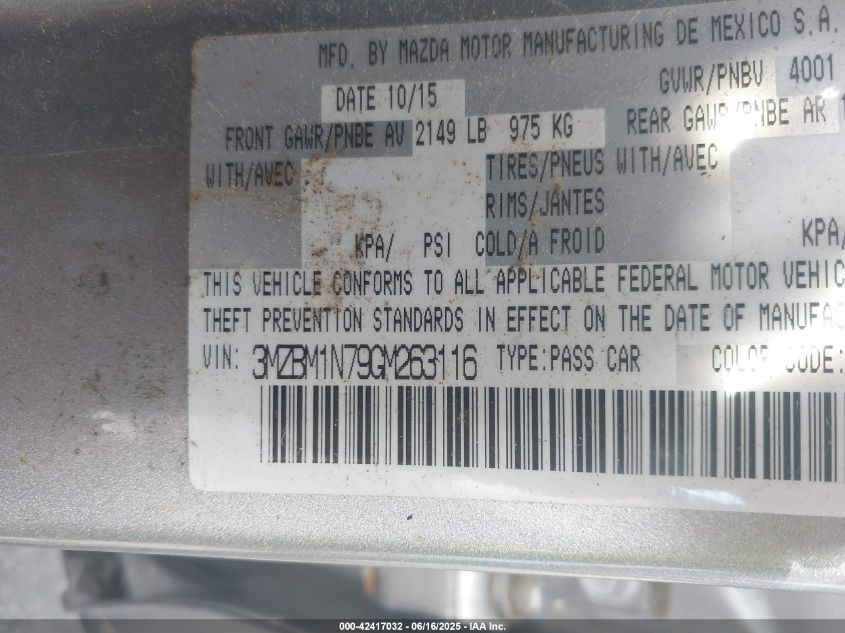 MFD. BY MAZDA MOTOR MANUFACTURING DE MEXICO S.A.
DATE 10/15 GVWR/PNBV 4001
FRONT GAWR/PNBE AV 2149 LB 975 KG REAR GAWR/PNBE AR
WITH/AVEC TIRES/PNEUS WITH/AVEC
RIMS/JANTES
KPA/ PSI COLD/A FROID KPA/
THIS VEHICLE CONFORMS TO ALL APPLICABLE FEDERAL MOTOR VEHIC
THEFT PREVENTION STANDARDS IN EFFECT ON THE DATE OF MANUFAC
VIN: 3MZBM1N79GM263116 TYPE:PASS CAR COLOR CODE:
000-42417032 - 06/16/2025 - IAA Inc.